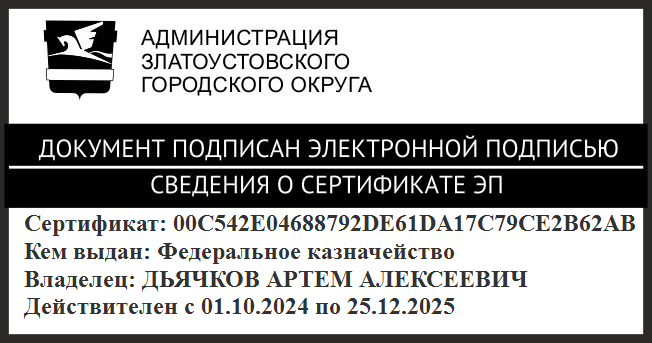 АДМИНИСТРАЦИЯ
ЗЛАТОУСТОВСКОГО
ГОРОДСКОГО ОКРУГА
ДОКУМЕНТ ПОДПИСАН ЭЛЕКТРОННОЙ ПОДПИСЬЮ
СВЕДЕНИЯ О СЕРТИФИКАТЕ ЭП
Сертификат: 00C542E04688792DE61DA17C79CE2B62AB
Кем выдан: Федеральное казначейство
Владелец: ДЬЯЧКОВ АРТЕМ АЛЕКСЕЕВИЧ
Действителен с 01.10.2024 по 25.12.2025